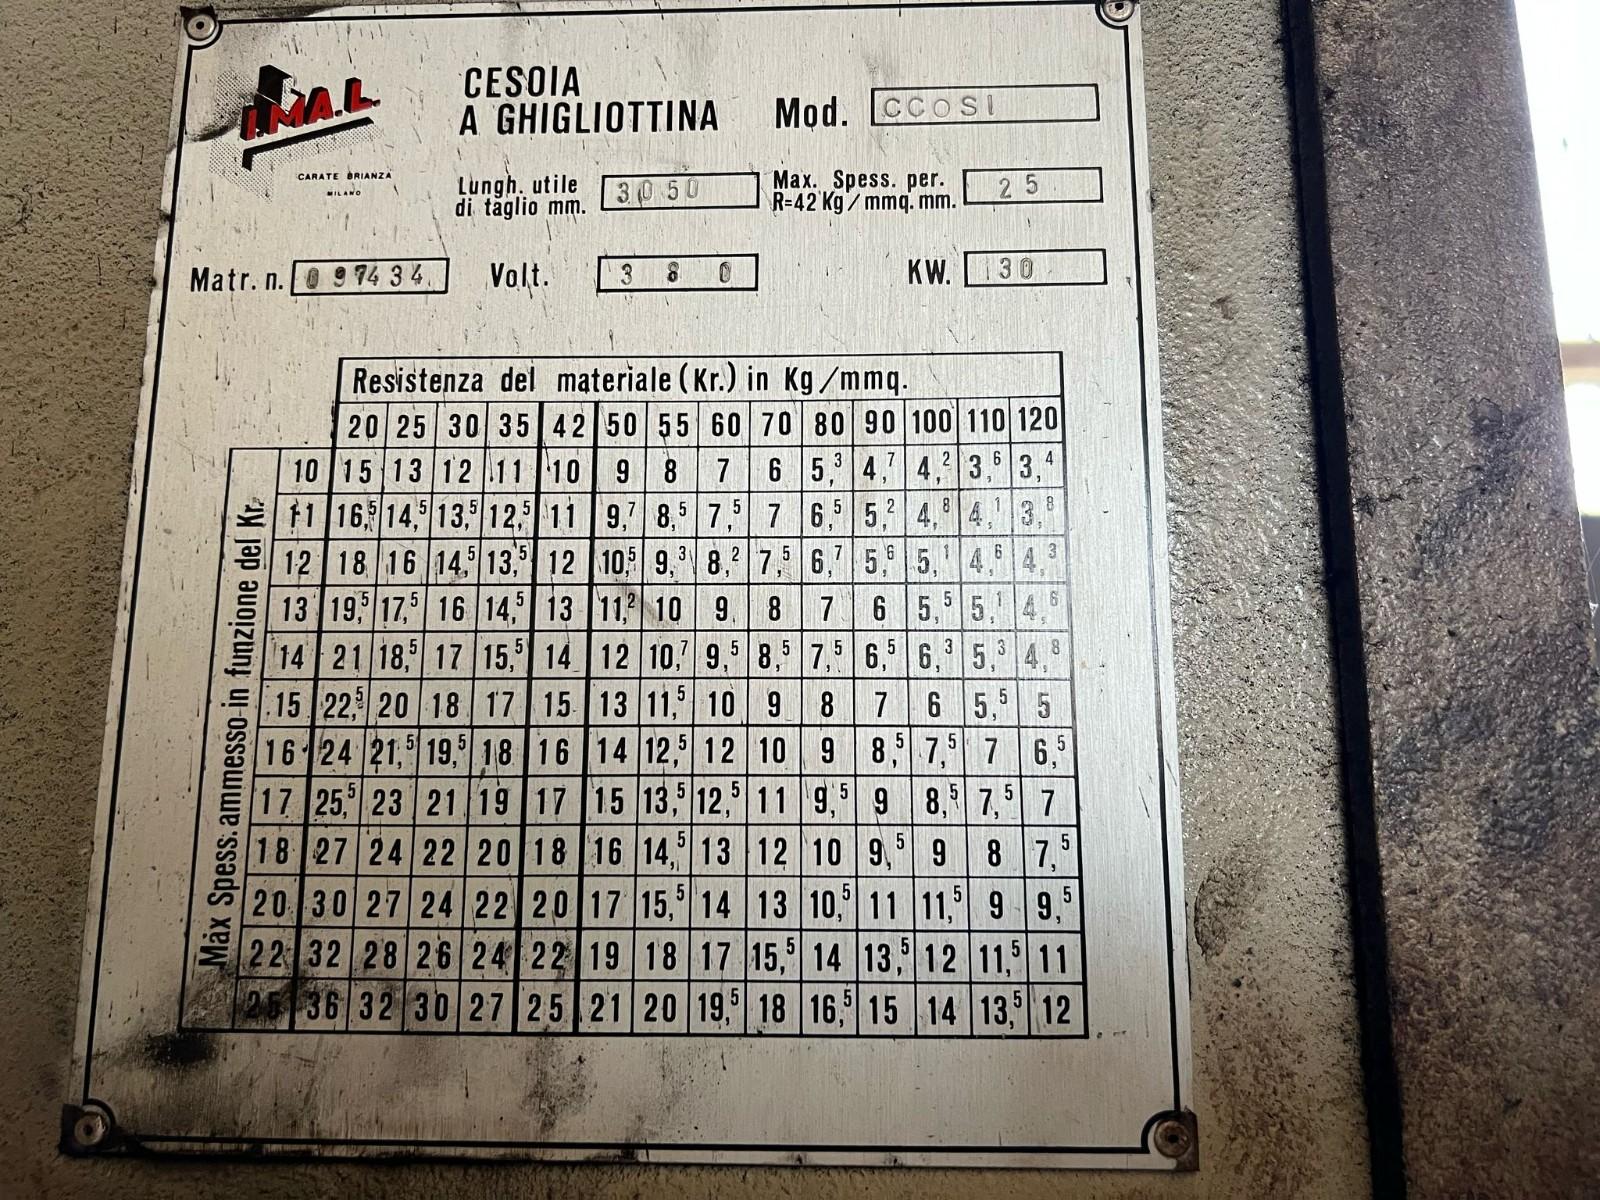 I.MA.L.
CARATE BRIANZA
MILANO
CESOIA
A GHIGLIOTTINA
Mod. CCOSI
Lungh. utile
di taglio mm. 3050
Max. Spess. per.
R=42 Kg/mmq. mm. 25
Matr. n. 097434 Volt. 380 KW. 30
Resistenza del materiale (Kr.) in Kg/mmq.
20 25 30 35 42 50 55 60 70 80 90 100 110 120
Max Spess. ammesso in funzione del Kr.
10 15 13 12 11 10 9 8 7 6 5,3 4,7 4,2 3,6 3,4
11 16,5 14,5 13,5 12,5 11 9,7 8,5 7,5 7 6,5 5,2 4,8 4,1 3,8
12 18 16 14,5 13,5 12 10,5 9,3 8,2 7,5 6,7 5,6 5,1 4,6 4,3
13 19,5 17,5 16 14,5 13 11,2 10 9 8 7 6 5,5 5,1 4,6
14 21 18,5 17 15,5 14 12 10,7 9,5 8,5 7,5 6,5 6,3 5,3 4,8
15 22,5 20 18 17 15 13 11,5 10 9 8 7 6 5,5 5
16 24 21,5 19,5 18 16 14 12,5 12 10 9 8,5 7,5 7 6,5
17 25,5 23 21 19 17 15 13,5 12,5 11 9,5 9 8,5 7,5 7
18 27 24 22 20 18 16 14,5 13 12 10 9,5 9 8 7,5
20 30 27 24 22 20 17 15,5 14 13 10,5 11 11,5 9 9,5
22 32 28 26 24 22 19 18 17 15,5 14 13,5 12 11,5 11
25 36 32 30 27 25 21 20 19,5 18 16,5 15 14 13,5 12